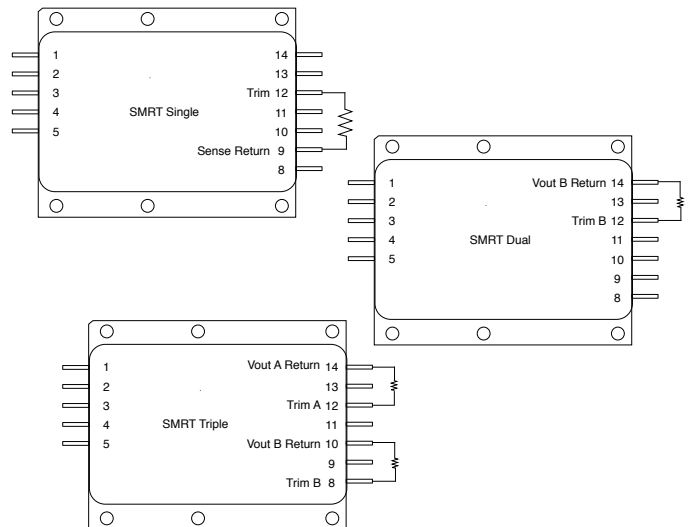 1 14
2 13
3 Trim 12
4 SMRT Single 11
5 10
Sense Return 9
8
1 Vout B Return 14
2 13
3 Trim B 12
4 SMRT Dual 11
5 10
9
8
1 Vout A Return 14
2 13
3 Trim A 12
4 SMRT Triple 11
5 Vout B Return 10
9
Trim B 8